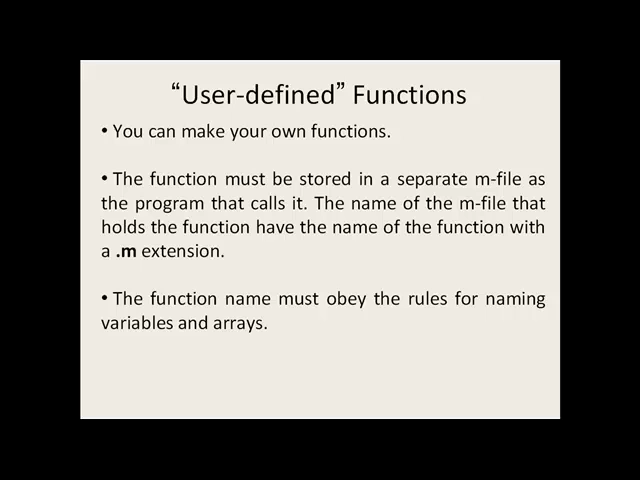 “User-defined” Functions
• You can make your own functions.
• The function must be stored in a separate m-file as
the program that calls it. The name of the m-file that
holds the function have the name of the function with
a .m extension.
• The function name must obey the rules for naming
variables and arrays.